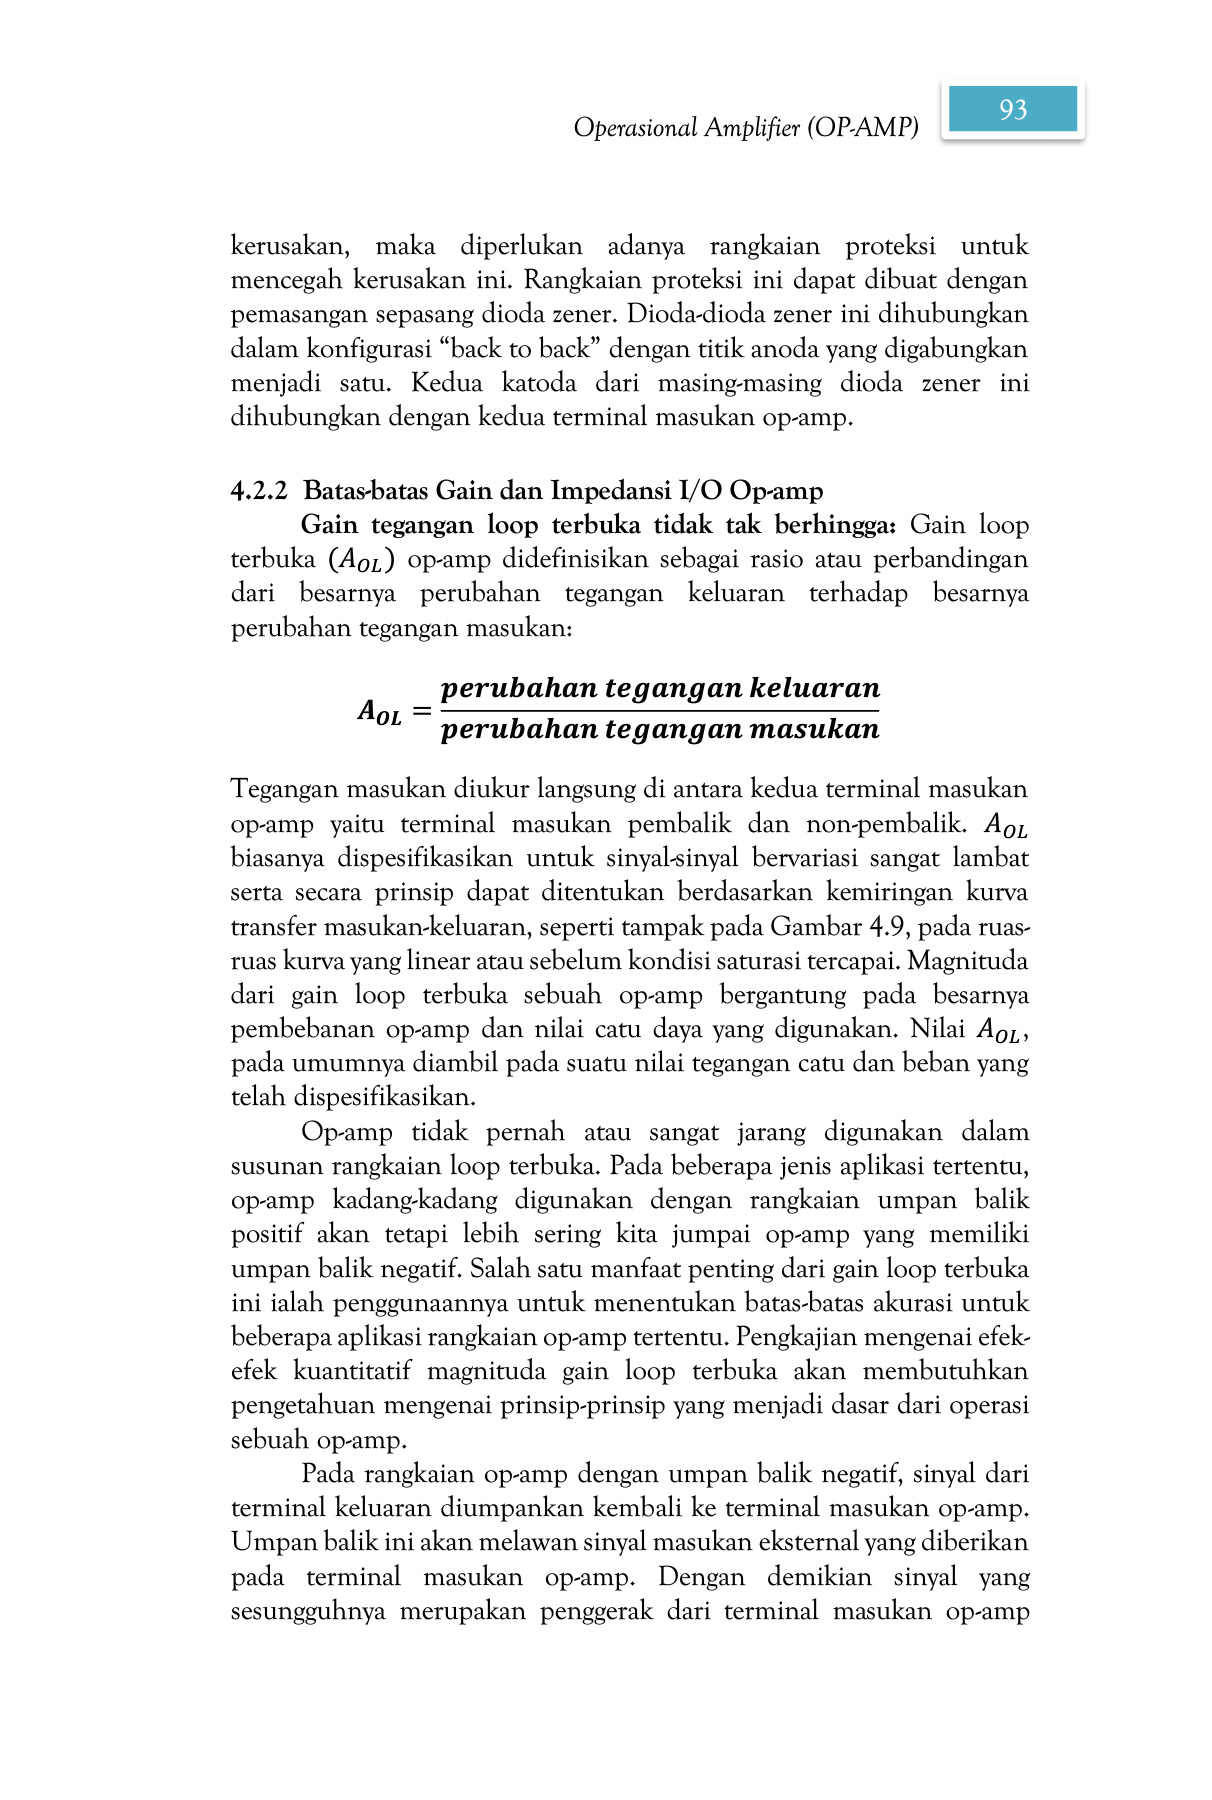 Operasional Amplifier (OP-AMP)
93
kerusakan, maka diperlukan adanya rangkaian proteksi untuk
mencegah kerusakan ini. Rangkaian proteksi ini dapat dibuat dengan
pemasangan sepasang dioda zener. Dioda-dioda zener ini dihubungkan
dalam konfigurasi “back to back” dengan titik anoda yang digabungkan
menjadi satu. Kedua katoda dari masing-masing dioda zener ini
dihubungkan dengan kedua terminal masukan op-amp.
4.2.2 Batas-batas Gain dan Impedansi I/O Op-amp
Gain tegangan loop terbuka tidak tak berhingga: Gain loop
terbuka (A_OL) op-amp didefinisikan sebagai rasio atau perbandingan
dari besarnya perubahan tegangan keluaran terhadap besarnya
perubahan tegangan masukan:
A_OL = perubahan tegangan keluaran / perubahan tegangan masukan
Tegangan masukan diukur langsung di antara kedua terminal masukan
op-amp yaitu terminal masukan pembalik dan non-pembalik. A_OL
biasanya dispesifikasikan untuk sinyal-sinyal bervariasi sangat lambat
serta secara prinsip dapat ditentukan berdasarkan kemiringan kurva
transfer masukan-keluaran, seperti tampak pada Gambar 4.9, pada ruas-
ruas kurva yang linear atau sebelum kondisi saturasi tercapai. Magnituda
dari gain loop terbuka sebuah op-amp bergantung pada besarnya
pembebanan op-amp dan nilai catu daya yang digunakan. Nilai A_OL,
pada umumnya diambil pada suatu nilai tegangan catu dan beban yang
telah dispesifikasikan.
Op-amp tidak pernah atau sangat jarang digunakan dalam
susunan rangkaian loop terbuka. Pada beberapa jenis aplikasi tertentu,
op-amp kadang-kadang digunakan dengan rangkaian umpan balik
positif akan tetapi lebih sering kita jumpai op-amp yang memiliki
umpan balik negatif. Salah satu manfaat penting dari gain loop terbuka
ini ialah penggunaannya untuk menentukan batas-batas akurasi untuk
beberapa aplikasi rangkaian op-amp tertentu. Pengkajian mengenai efek-
efek kuantitatif magnituda gain loop terbuka akan membutuhkan
pengetahuan mengenai prinsip-prinsip yang menjadi dasar dari operasi
sebuah op-amp.
Pada rangkaian op-amp dengan umpan balik negatif, sinyal dari
terminal keluaran diumpankan kembali ke terminal masukan op-amp.
Umpan balik ini akan melawan sinyal masukan eksternal yang diberikan
pada terminal masukan op-amp. Dengan demikian sinyal yang
sesungguhnya merupakan penggerak dari terminal masukan op-amp